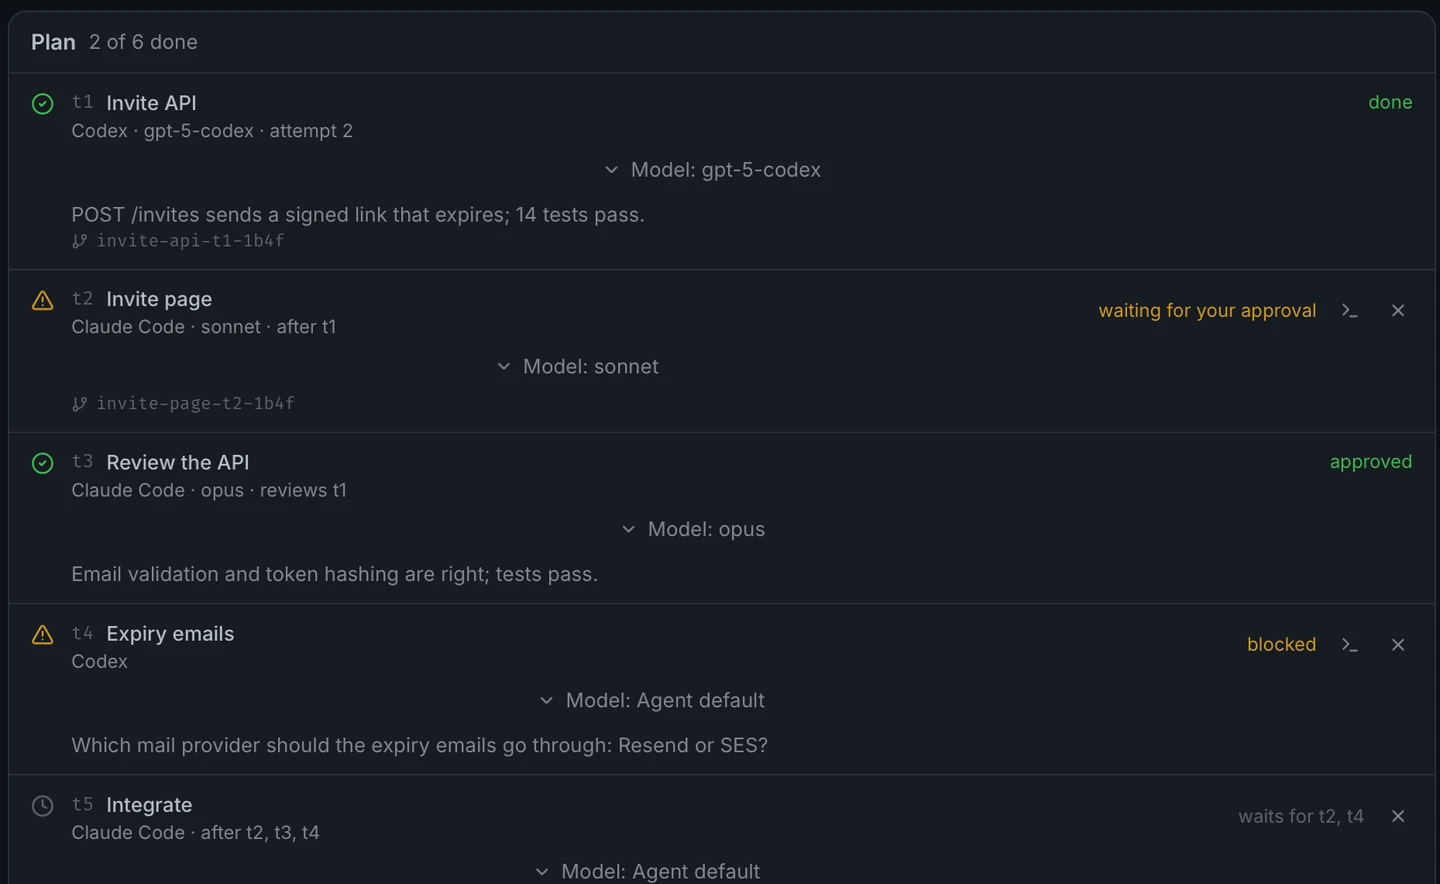 Plan 2 of 6 done
t1 Invite API done
Codex · gpt-5-codex · attempt 2
Model: gpt-5-codex
POST /invites sends a signed link that expires; 14 tests pass.
invite-api-t1-1b4f
t2 Invite page waiting for your approval
Claude Code · sonnet · after t1
Model: sonnet
invite-page-t2-1b4f
t3 Review the API approved
Claude Code · opus · reviews t1
Model: opus
Email validation and token hashing are right; tests pass.
t4 Expiry emails blocked
Codex
Model: Agent default
Which mail provider should the expiry emails go through: Resend or SES?
t5 Integrate waits for t2, t4
Claude Code · after t2, t3, t4
Model: Agent default